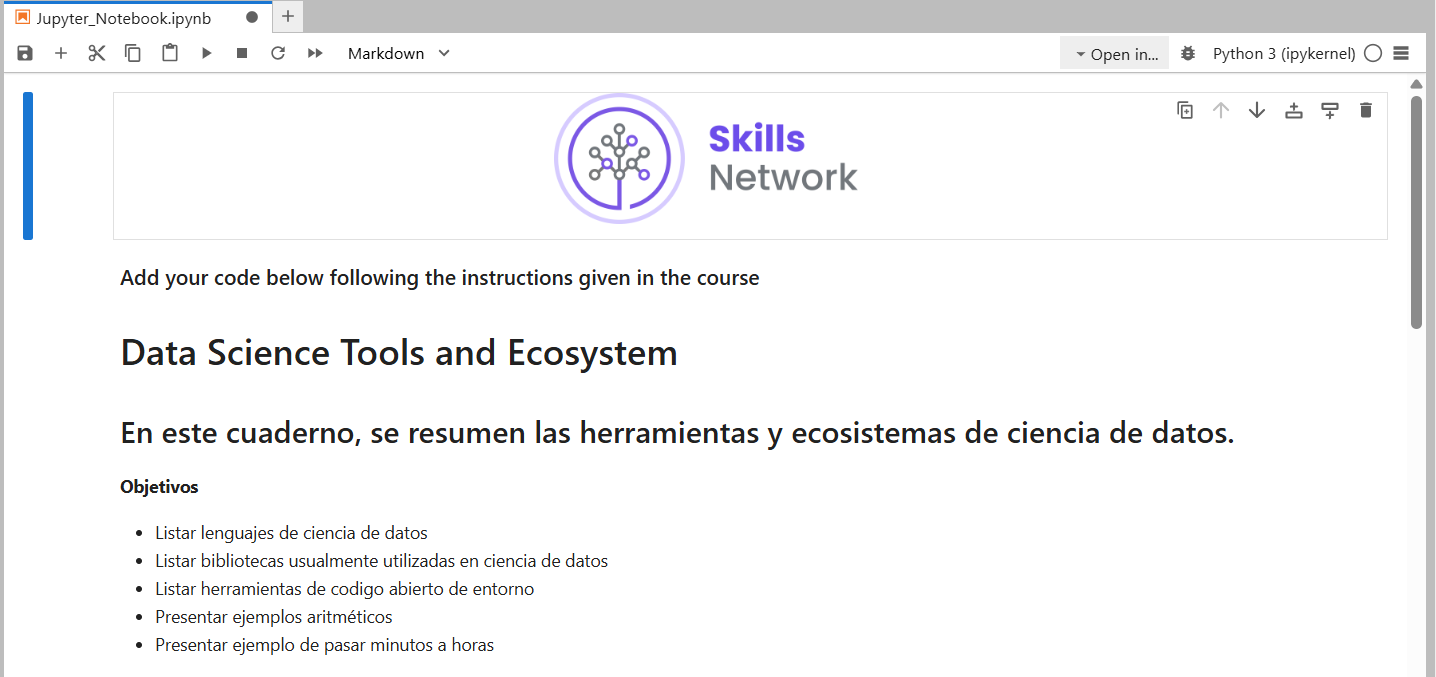 Jupyter_Notebook.ipynb
Markdown
Open in...
Python 3 (ipykernel)
Skills
Network
Add your code below following the instructions given in the course
Data Science Tools and Ecosystem
En este cuaderno, se resumen las herramientas y ecosistemas de ciencia de datos.
Objetivos
Listar lenguajes de ciencia de datos
Listar bibliotecas usualmente utilizadas en ciencia de datos
Listar herramientas de codigo abierto de entorno
Presentar ejemplos aritméticos
Presentar ejemplo de pasar minutos a horas